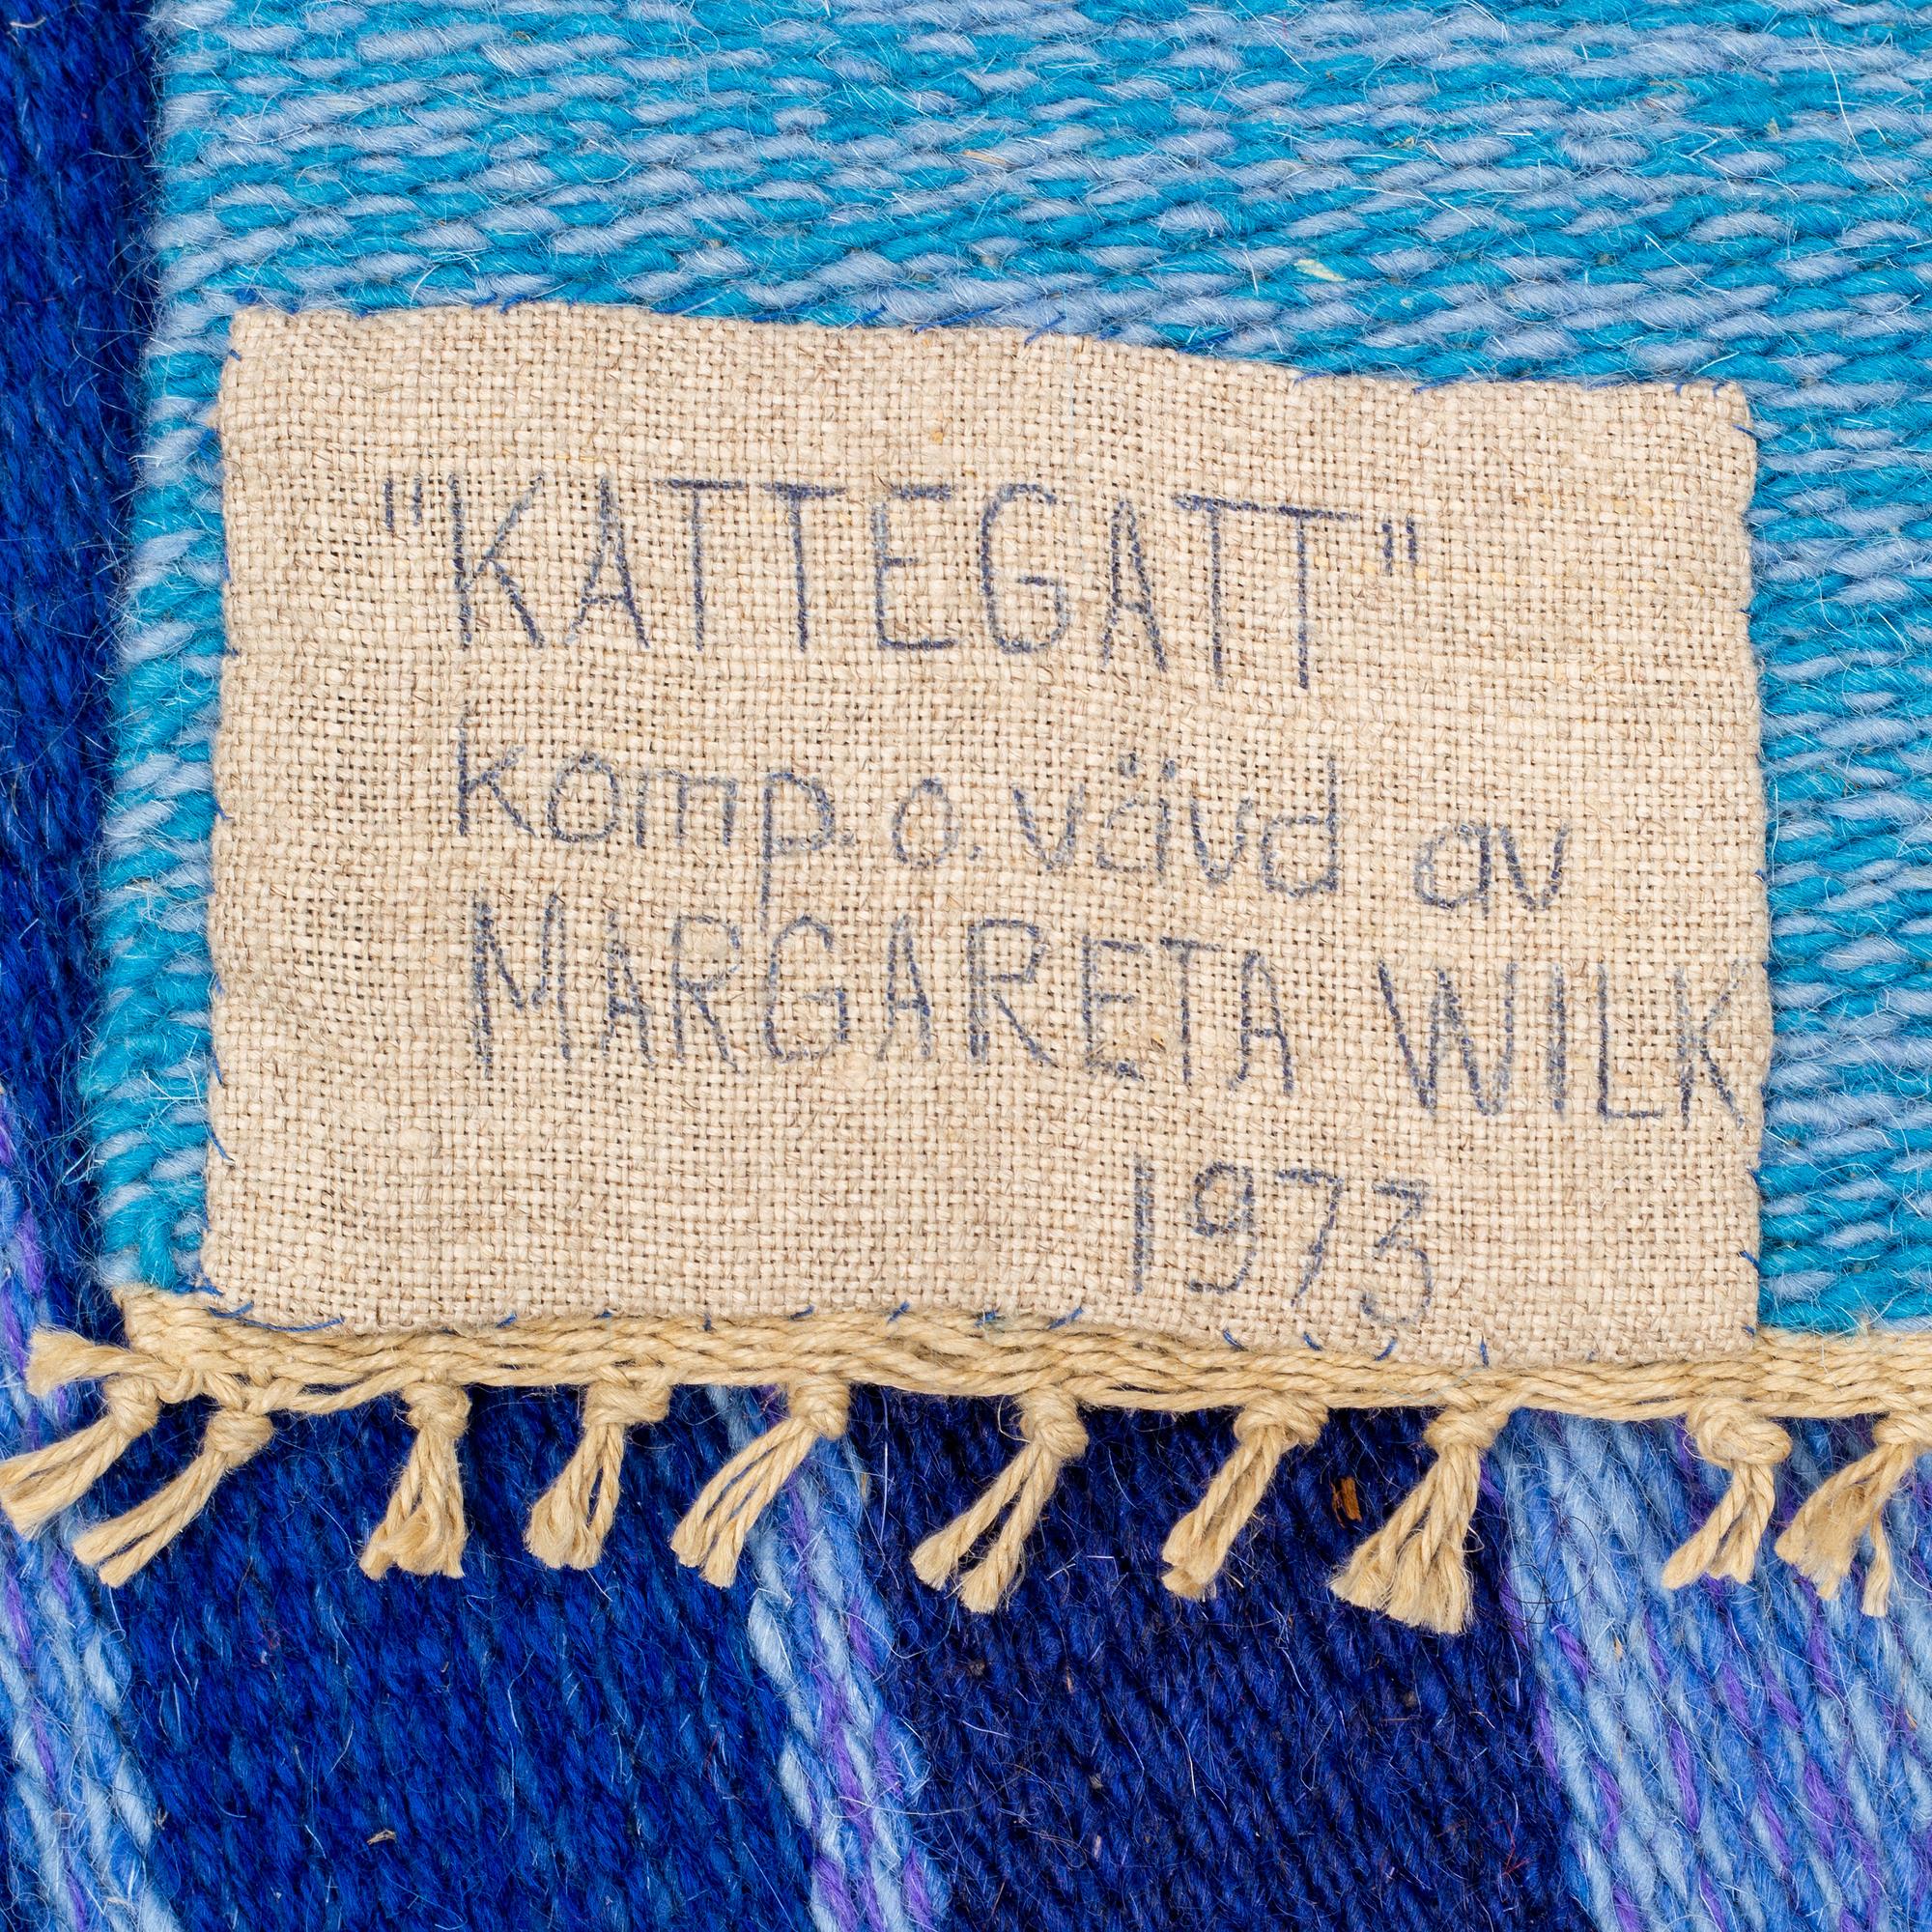 "KATTEGATT"
komp. o. vävd av
MARGARETA WILK
1973